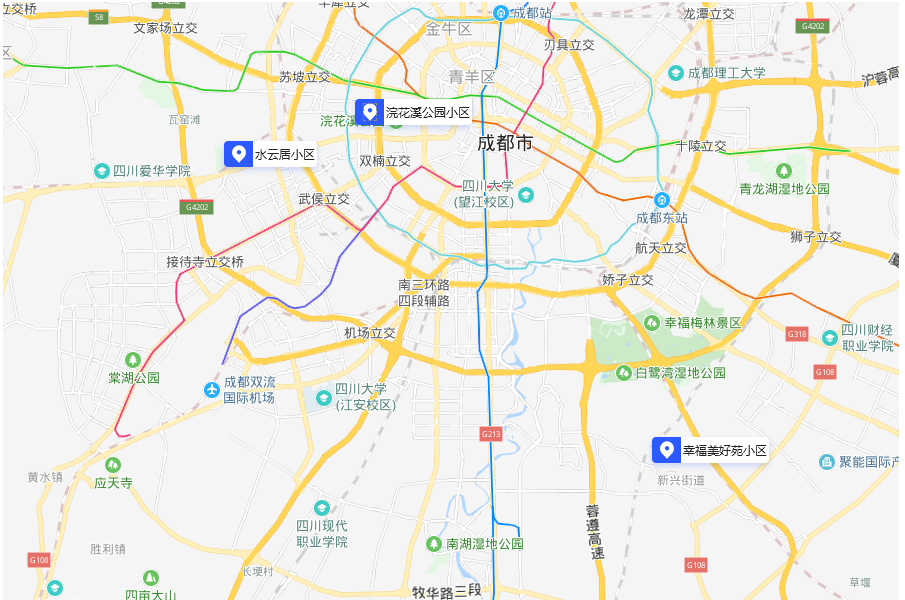 立交桥
S8
文家场立交
成都站
龙潭立交
G4202
金牛区
刃具立交
苏坡立交
青羊区
成都理工大学
沪蓉高
区
瓦窑滩
浣花溪
浣花溪公园小区
成都市
十陵立交
水云居小区
双楠立交
四川爱华学院
四川大学
(望江校区)
青龙湖湿地公园
武侯立交
G4202
成都东站
航天立交
狮子立交
接待寺立交桥
南三环路
四段辅路
娇子立交
机场立交
幸福梅林景区
G318
四川财经
职业学院
棠湖公园
白鹭湾湿地公园
G108
成都双流
国际机场
四川大学
(江安校区)
G213
幸福美好苑小区
聚能国际产
黄水镇
应天寺
新兴街道
四川现代
职业学院
蓉遵高速
南湖湿地公园
胜利镇
G108
G108
长埂村
草堰
四亩大山
牧华路三段